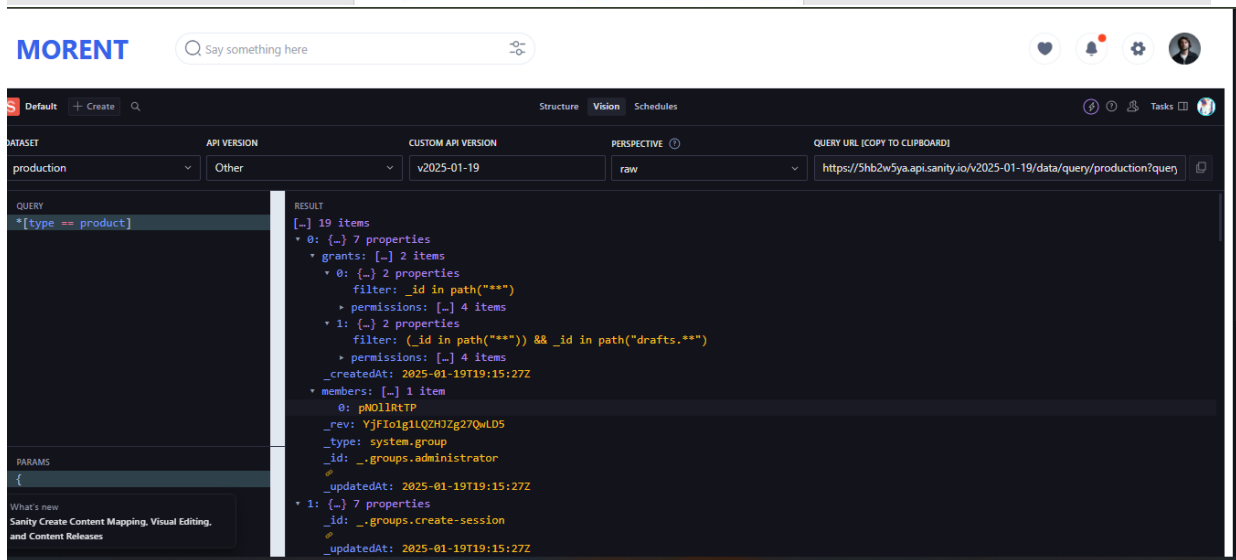 MORENT
Say something here
S Default + Create
Structure Vision Schedules
Tasks
DATASET API VERSION CUSTOM API VERSION PERSPECTIVE ? QUERY URL [COPY TO CLIPBOARD]
production Other v2025-01-19 raw https://5hb2w5ya.api.sanity.io/v2025-01-19/data/query/production?query
QUERY
*[type == product]
RESULT
[…] 19 items
0: {…} 7 properties
grants: […] 2 items
0: {…} 2 properties
filter: _id in path("**")
permissions: […] 4 items
1: {…} 2 properties
filter: (_id in path("**")) && _id in path("drafts.**")
permissions: […] 4 items
_createdAt: 2025-01-19T19:15:27Z
members: […] 1 item
0: pNOllRtTP
_rev: YjFIo1g1LQZHJZg27QwLD5
_type: system.group
_id: _.groups.administrator
_updatedAt: 2025-01-19T19:15:27Z
1: {…} 7 properties
_id: _.groups.create-session
_updatedAt: 2025-01-19T19:15:27Z
PARAMS
{
What's new
Sanity Create Content Mapping, Visual Editing,
and Content Releases